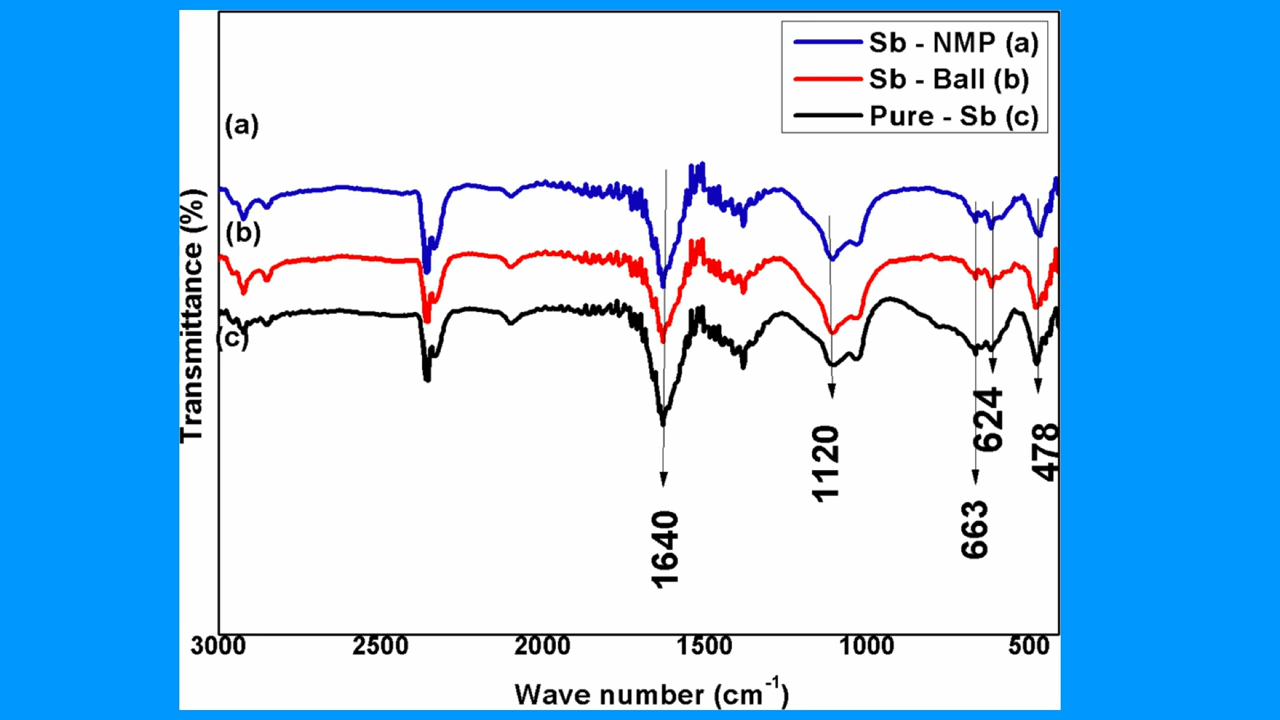 Sb - NMP (a)
Sb - Ball (b)
Pure - Sb (c)
(a)
(b)
(c)
Transmittance (%)
1640
1120
663
624
478
3000 2500 2000 1500 1000 500
Wave number (cm⁻¹)